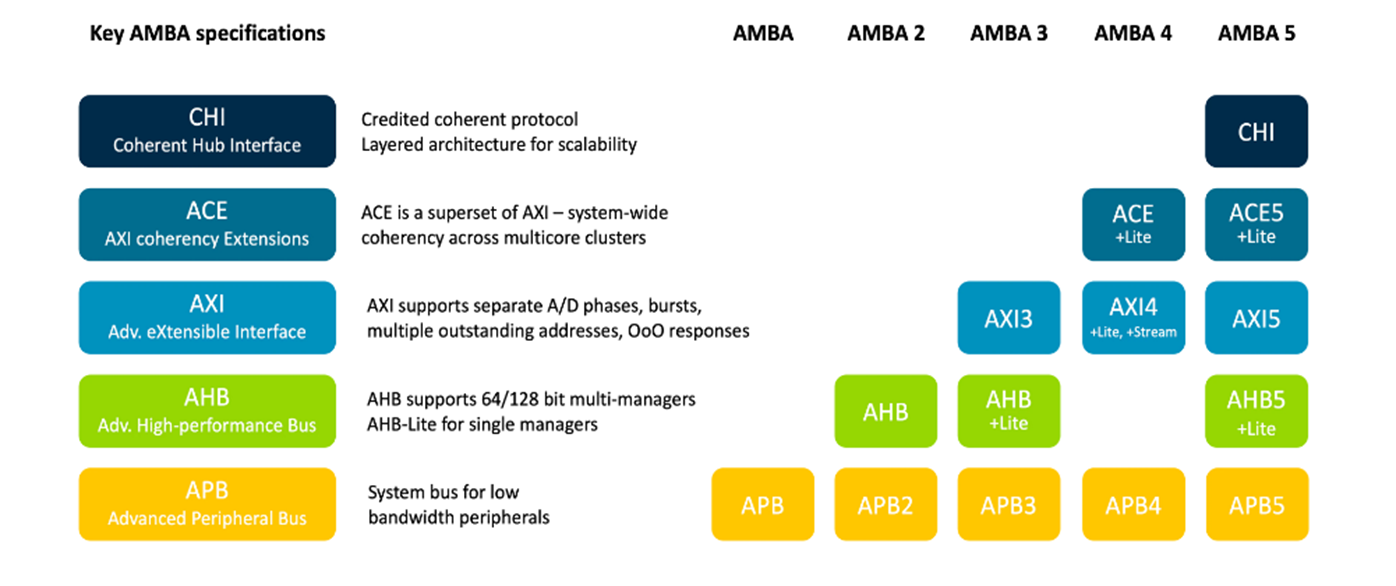 Key AMBA specifications
AMBA
AMBA 2
AMBA 3
AMBA 4
AMBA 5
CHI
Coherent Hub Interface
Credited coherent protocol
Layered architecture for scalability
CHI
ACE
AXI coherency Extensions
ACE is a superset of AXI – system-wide
coherency across multicore clusters
ACE
+Lite
ACE5
+Lite
AXI
Adv. eXtensible Interface
AXI supports separate A/D phases, bursts,
multiple outstanding addresses, OoO responses
AXI3
AXI4
+Lite, +Stream
AXI5
AHB
Adv. High-performance Bus
AHB supports 64/128 bit multi-managers
AHB-Lite for single managers
AHB
AHB
+Lite
AHB5
+Lite
APB
Advanced Peripheral Bus
System bus for low
bandwidth peripherals
APB
APB2
APB3
APB4
APB5